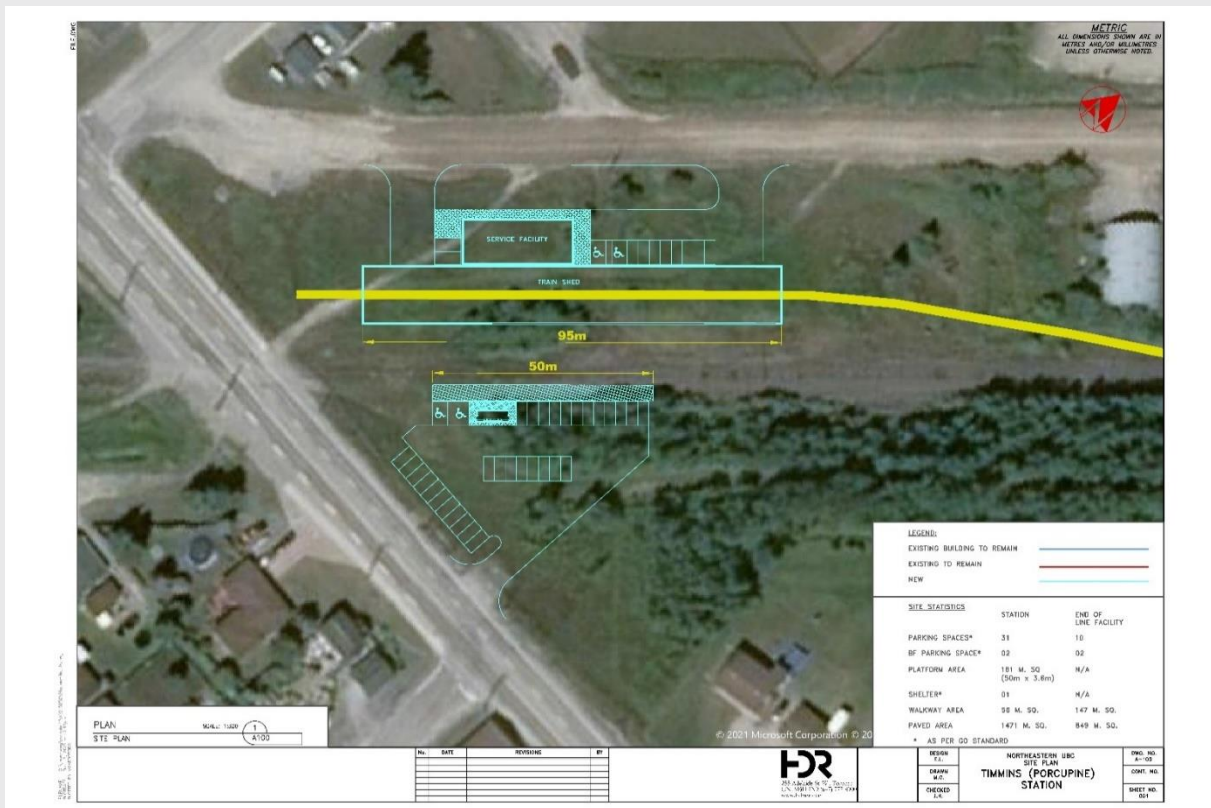 METRIC
ALL DIMENSIONS SHOWN ARE IN
METRES AND/OR MILLIMETRES
UNLESS OTHERWISE NOTED.
SERVICE FACILITY
TRAIN SHED
95m
50m
LEGEND:
EXISTING BUILDING TO REMAIN
EXISTING TO REMAIN
NEW
SITE STATISTICS
STATION END OF
LINE FACILITY
PARKING SPACES* 31 10
BF PARKING SPACE* 02 02
PLATFORM AREA 181 M. SQ N/A
(50m x 3.6m)
SHELTER* 01 N/A
WALKWAY AREA M. SQ. 147 M. SQ.
PAVED AREA 1471 M. SQ. 849 M. SQ.
* AS PER GO STANDARD
© 2021 Microsoft Corporation © 20
PLAN 1
SITE PLAN A100
No. DATE REVISIONS BY
HDR
DESIGN
DRAWN
CHECKED
NORTHEASTERN UBC
SITE PLAN
TIMMINS (PORCUPINE)
STATION
DWG. NO.
CONT. NO.
SHEET NO.
001